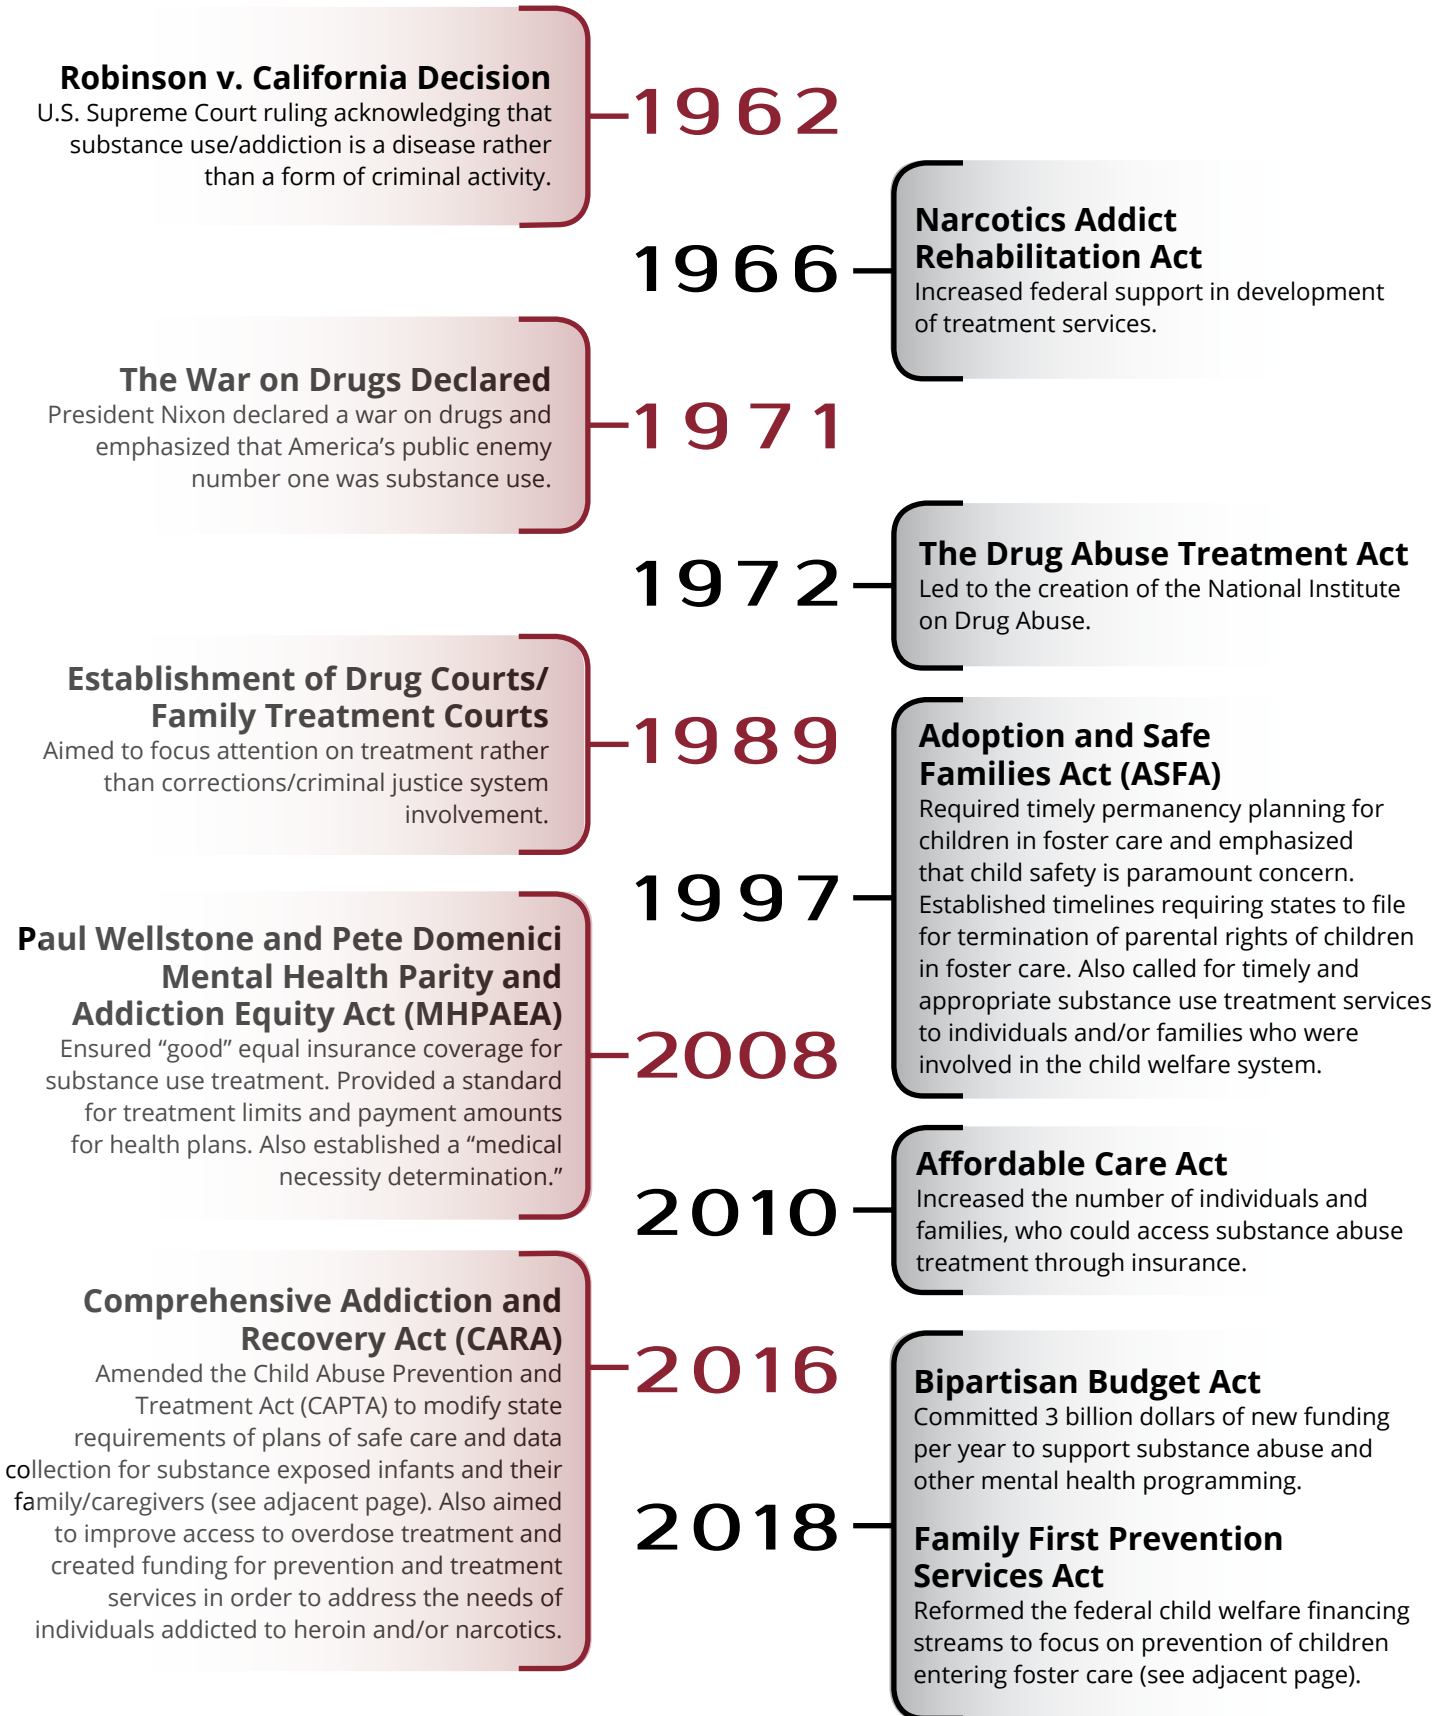 Robinson v. California Decision
U.S. Supreme Court ruling acknowledging that
substance use/addiction is a disease rather
than a form of criminal activity.
1962
1966
Narcotics Addict
Rehabilitation Act
Increased federal support in development
of treatment services.
The War on Drugs Declared
President Nixon declared a war on drugs and
emphasized that America’s public enemy
number one was substance use.
1971
1972
The Drug Abuse Treatment Act
Led to the creation of the National Institute
on Drug Abuse.
Establishment of Drug Courts/
Family Treatment Courts
Aimed to focus attention on treatment rather
than corrections/criminal justice system
involvement.
1989
1997
Adoption and Safe
Families Act (ASFA)
Required timely permanency planning for
children in foster care and emphasized
that child safety is paramount concern.
Established timelines requiring states to file
for termination of parental rights of children
in foster care. Also called for timely and
appropriate substance use treatment services
to individuals and/or families who were
involved in the child welfare system.
Paul Wellstone and Pete Domenici
Mental Health Parity and
Addiction Equity Act (MHPAEA)
Ensured “good” equal insurance coverage for
substance use treatment. Provided a standard
for treatment limits and payment amounts
for health plans. Also established a “medical
necessity determination.”
2008
2010
Affordable Care Act
Increased the number of individuals and
families, who could access substance abuse
treatment through insurance.
Comprehensive Addiction and
Recovery Act (CARA)
Amended the Child Abuse Prevention and
Treatment Act (CAPTA) to modify state
requirements of plans of safe care and data
collection for substance exposed infants and their
family/caregivers (see adjacent page). Also aimed
to improve access to overdose treatment and
created funding for prevention and treatment
services in order to address the needs of
individuals addicted to heroin and/or narcotics.
2016
2018
Bipartisan Budget Act
Committed 3 billion dollars of new funding
per year to support substance abuse and
other mental health programming.
Family First Prevention
Services Act
Reformed the federal child welfare financing
streams to focus on prevention of children
entering foster care (see adjacent page).